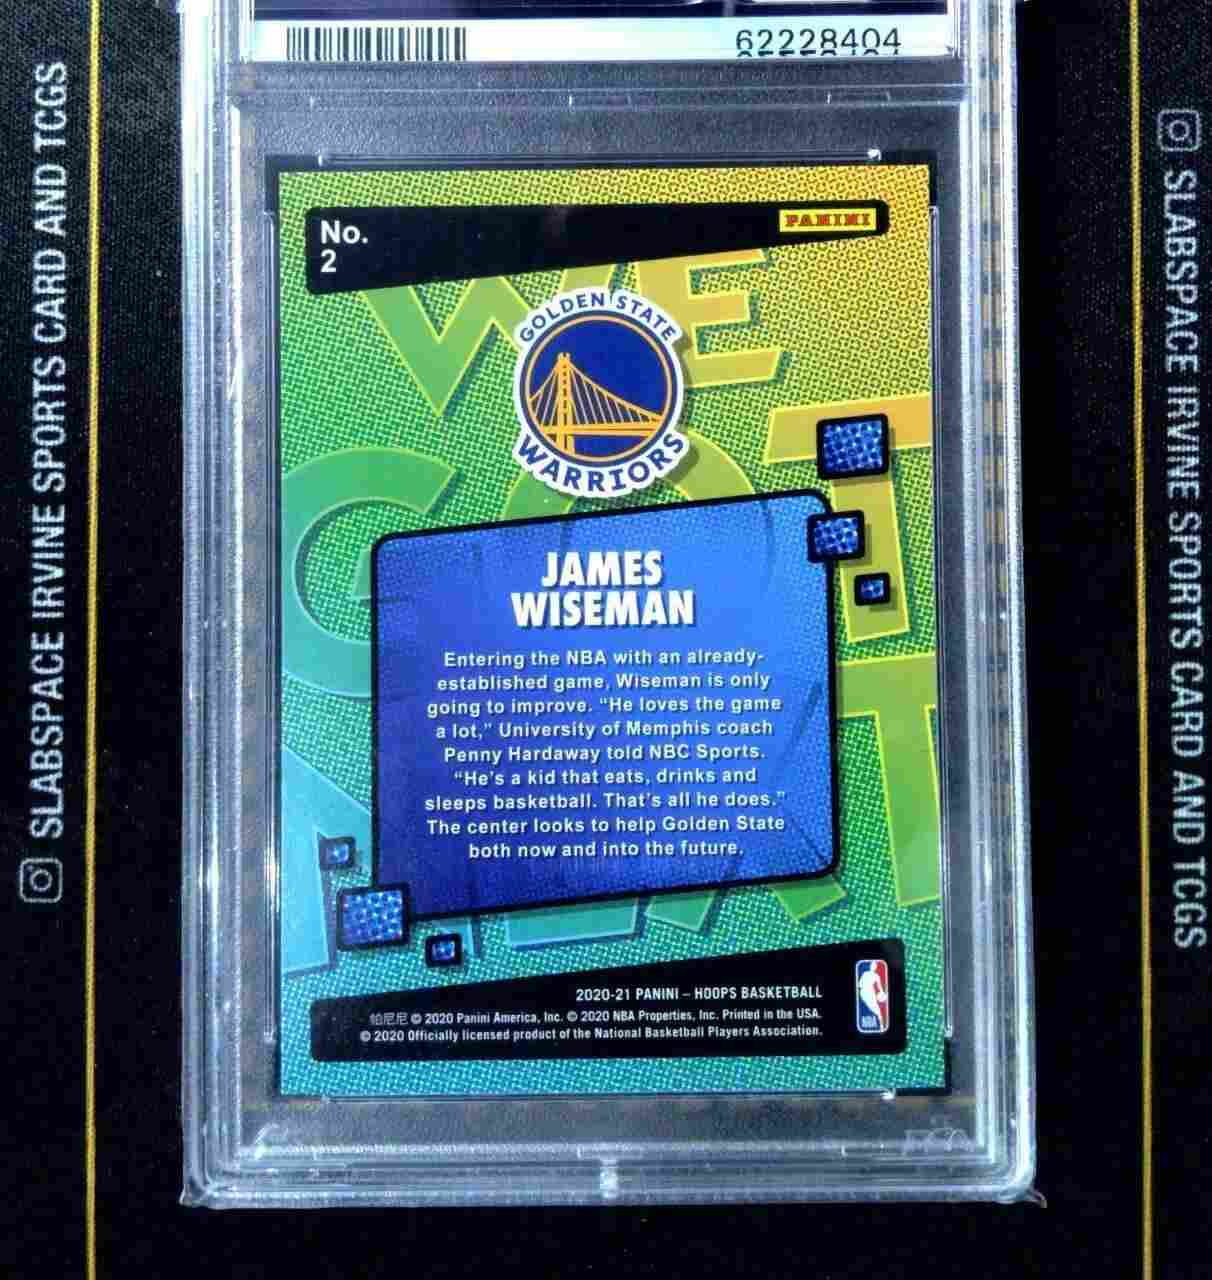 62228404
No.
2
PANINI
WE
GOT
NEXT
GOLDEN STATE
WARRIORS
JAMES
WISEMAN
Entering the NBA with an already-
established game, Wiseman is only
going to improve. “He loves the game
a lot,” University of Memphis coach
Penny Hardaway told NBC Sports.
“He’s a kid that eats, drinks and
sleeps basketball. That’s all he does.”
The center looks to help Golden State
both now and into the future.
2020-21 PANINI – HOOPS BASKETBALL
帕尼尼 © 2020 Panini America, Inc. © 2020 NBA Properties, Inc. Printed in the USA.
© 2020 Officially licensed product of the National Basketball Players Association.
NBA
SLABSPACE IRVINE SPORTS CARD AND TCGS
SLABSPACE IRVINE SPORTS CARD AND TCGS